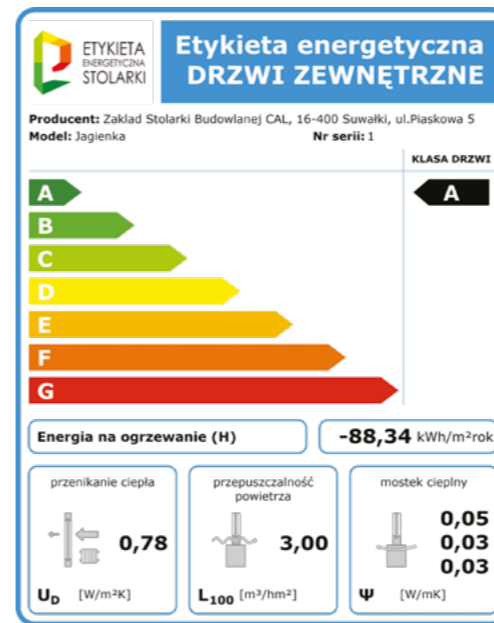 ETYKIETA
ENERGETYCZNA
STOLARKI
Etykieta energetyczna
DRZWI ZEWNĘTRZNE
Producent: Zaklad Stolarki Budowlanej CAL, 16-400 Suwałki, ul.Piaskowa 5
Model: Jagienka Nr serii: 1
KLASA DRZWI
A A
B
C
D
E
F
G
Energia na ogrzewanie (H) -88,34 kWh/m²rok
przenikanie ciepła
0,78
U_D [W/m²K]
przepuszczalność
powietrza
3,00
L₁₀₀ [m³/hm²]
mostek cieplny
0,05
0,03
0,03
Ψ [W/mK]